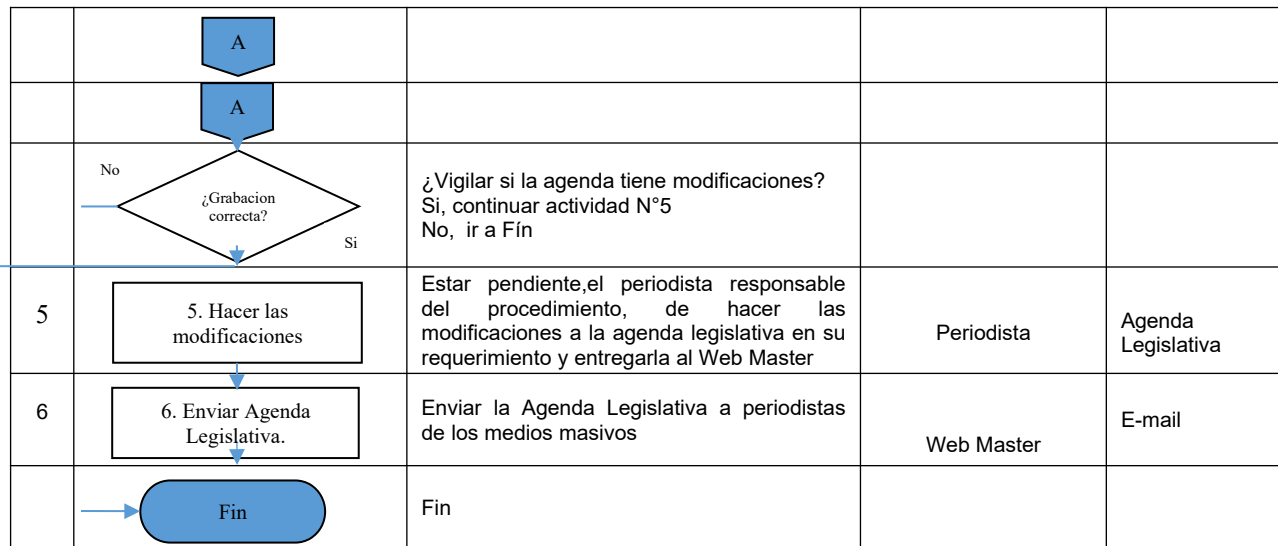 A
A
No
¿Grabacion
correcta?
Si
¿Vigilar si la agenda tiene modificaciones?
Si, continuar actividad N°5
No, ir a Fín
5
5. Hacer las
modificaciones
Estar pendiente,el periodista responsable
del procedimiento, de hacer las
modificaciones a la agenda legislativa en su
requerimiento y entregarla al Web Master
Periodista
Agenda
Legislativa
6
6. Enviar Agenda
Legislativa.
Enviar la Agenda Legislativa a periodistas
de los medios masivos
Web Master
E-mail
Fin
Fin